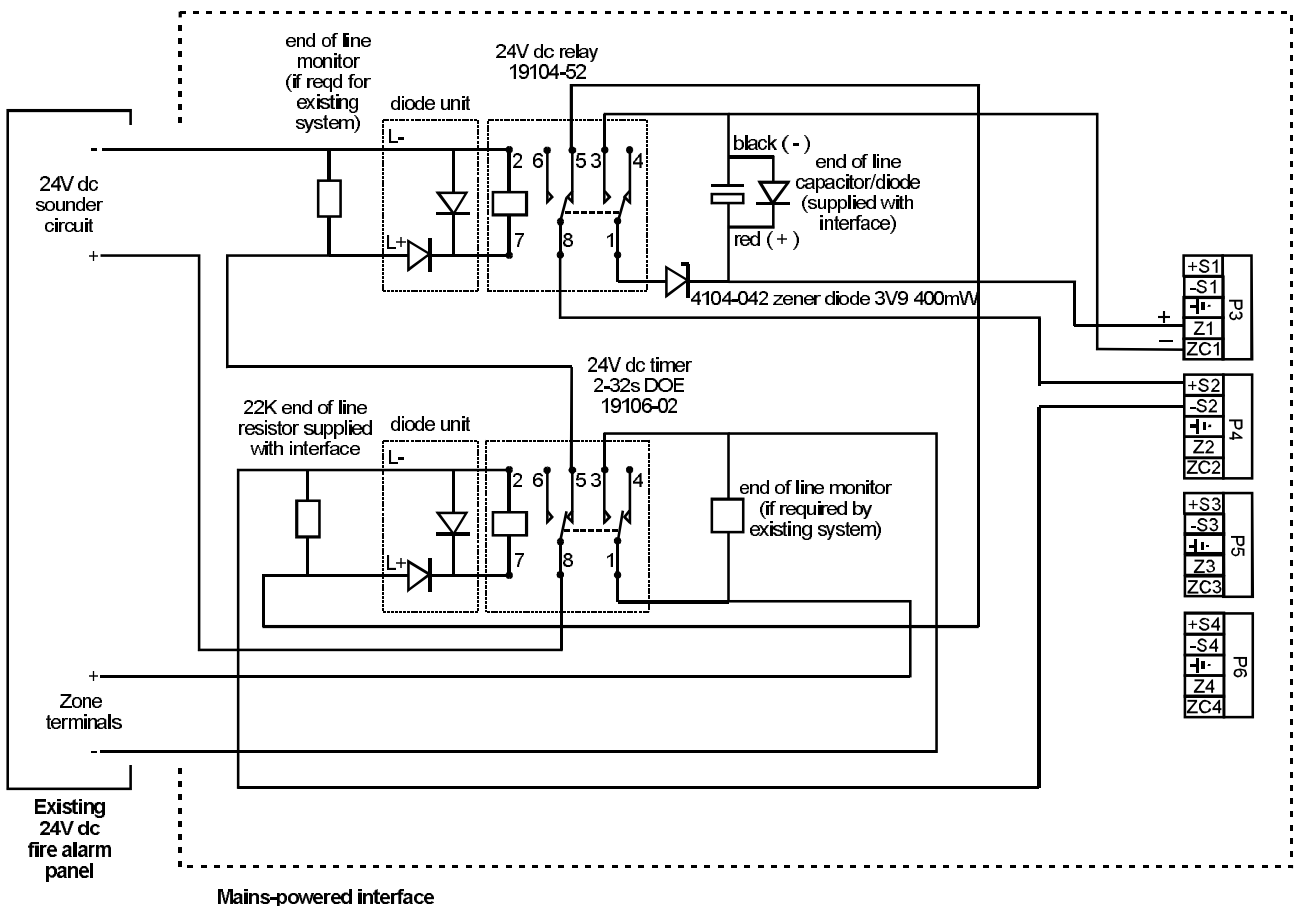 end of line
monitor
(if reqd for
existing
system)
24V dc relay
19104-52
diode unit
L-
L+
2 6 5 3 4
7 8 1
black (-)
end of line
capacitor/diode
(supplied with
interface)
red (+)
-
24V dc
sounder
circuit
+
4104-042 zener diode 3V9 400mW
+
-
+S1
-S1
Z1
ZC1
P3
+S2
-S2
Z2
ZC2
P4
+S3
-S3
Z3
ZC3
P5
+S4
-S4
Z4
ZC4
P6
24V dc timer
2-32s DOE
19106-02
22K end of line
resistor supplied
with interface
diode unit
L-
L+
2 6 5 3 4
7 8 1
end of line monitor
(if required by
existing system)
+
Zone
terminals
-
Existing
24V dc
fire alarm
panel
Mains-powered interface